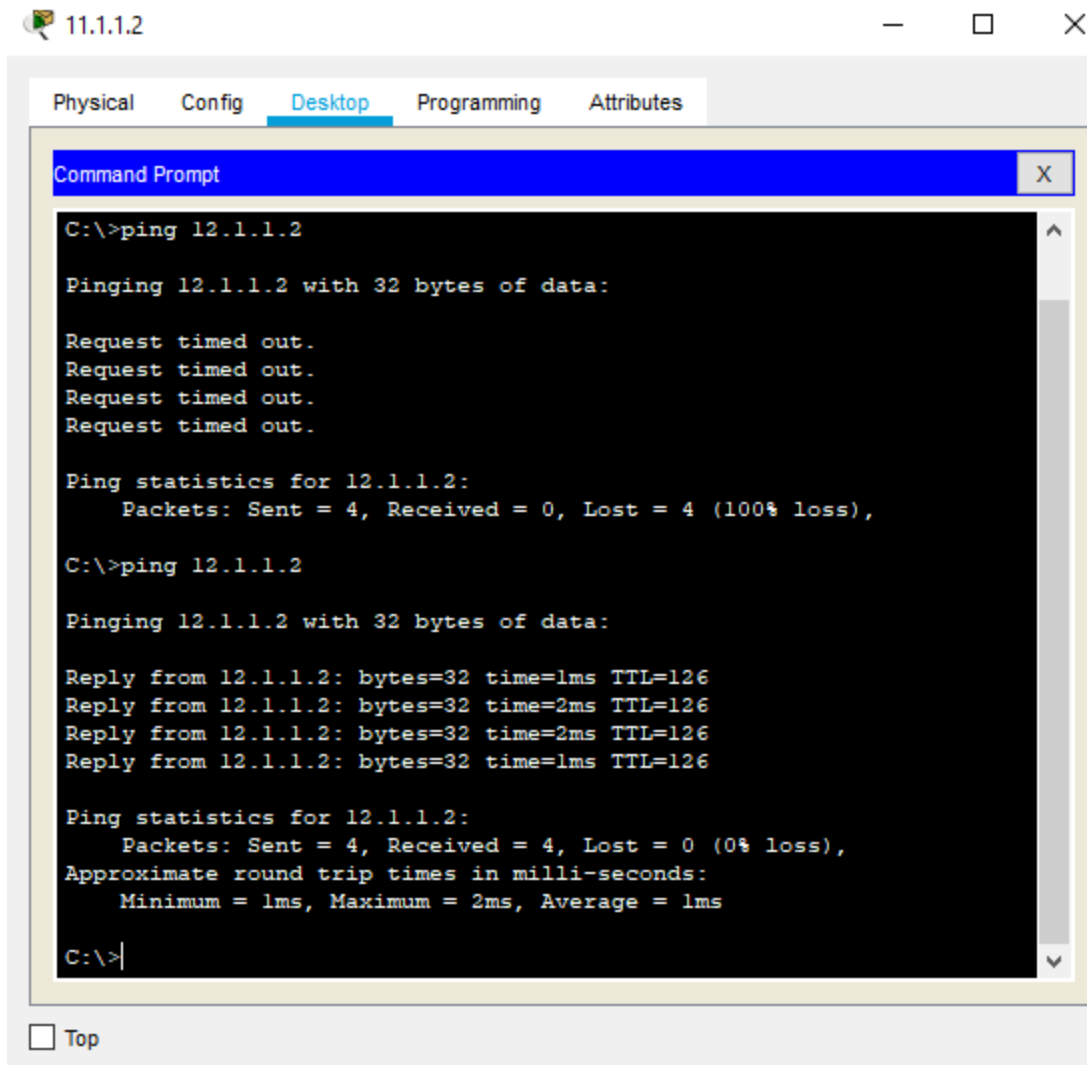 11.1.1.2
Physical Config Desktop Programming Attributes
Command Prompt X
C:\>ping 12.1.1.2
Pinging 12.1.1.2 with 32 bytes of data:
Request timed out.
Request timed out.
Request timed out.
Request timed out.
Ping statistics for 12.1.1.2:
Packets: Sent = 4, Received = 0, Lost = 4 (100% loss),
C:\>ping 12.1.1.2
Pinging 12.1.1.2 with 32 bytes of data:
Reply from 12.1.1.2: bytes=32 time=1ms TTL=126
Reply from 12.1.1.2: bytes=32 time=2ms TTL=126
Reply from 12.1.1.2: bytes=32 time=2ms TTL=126
Reply from 12.1.1.2: bytes=32 time=1ms TTL=126
Ping statistics for 12.1.1.2:
Packets: Sent = 4, Received = 4, Lost = 0 (0% loss),
Approximate round trip times in milli-seconds:
Minimum = 1ms, Maximum = 2ms, Average = 1ms
C:\>
Top